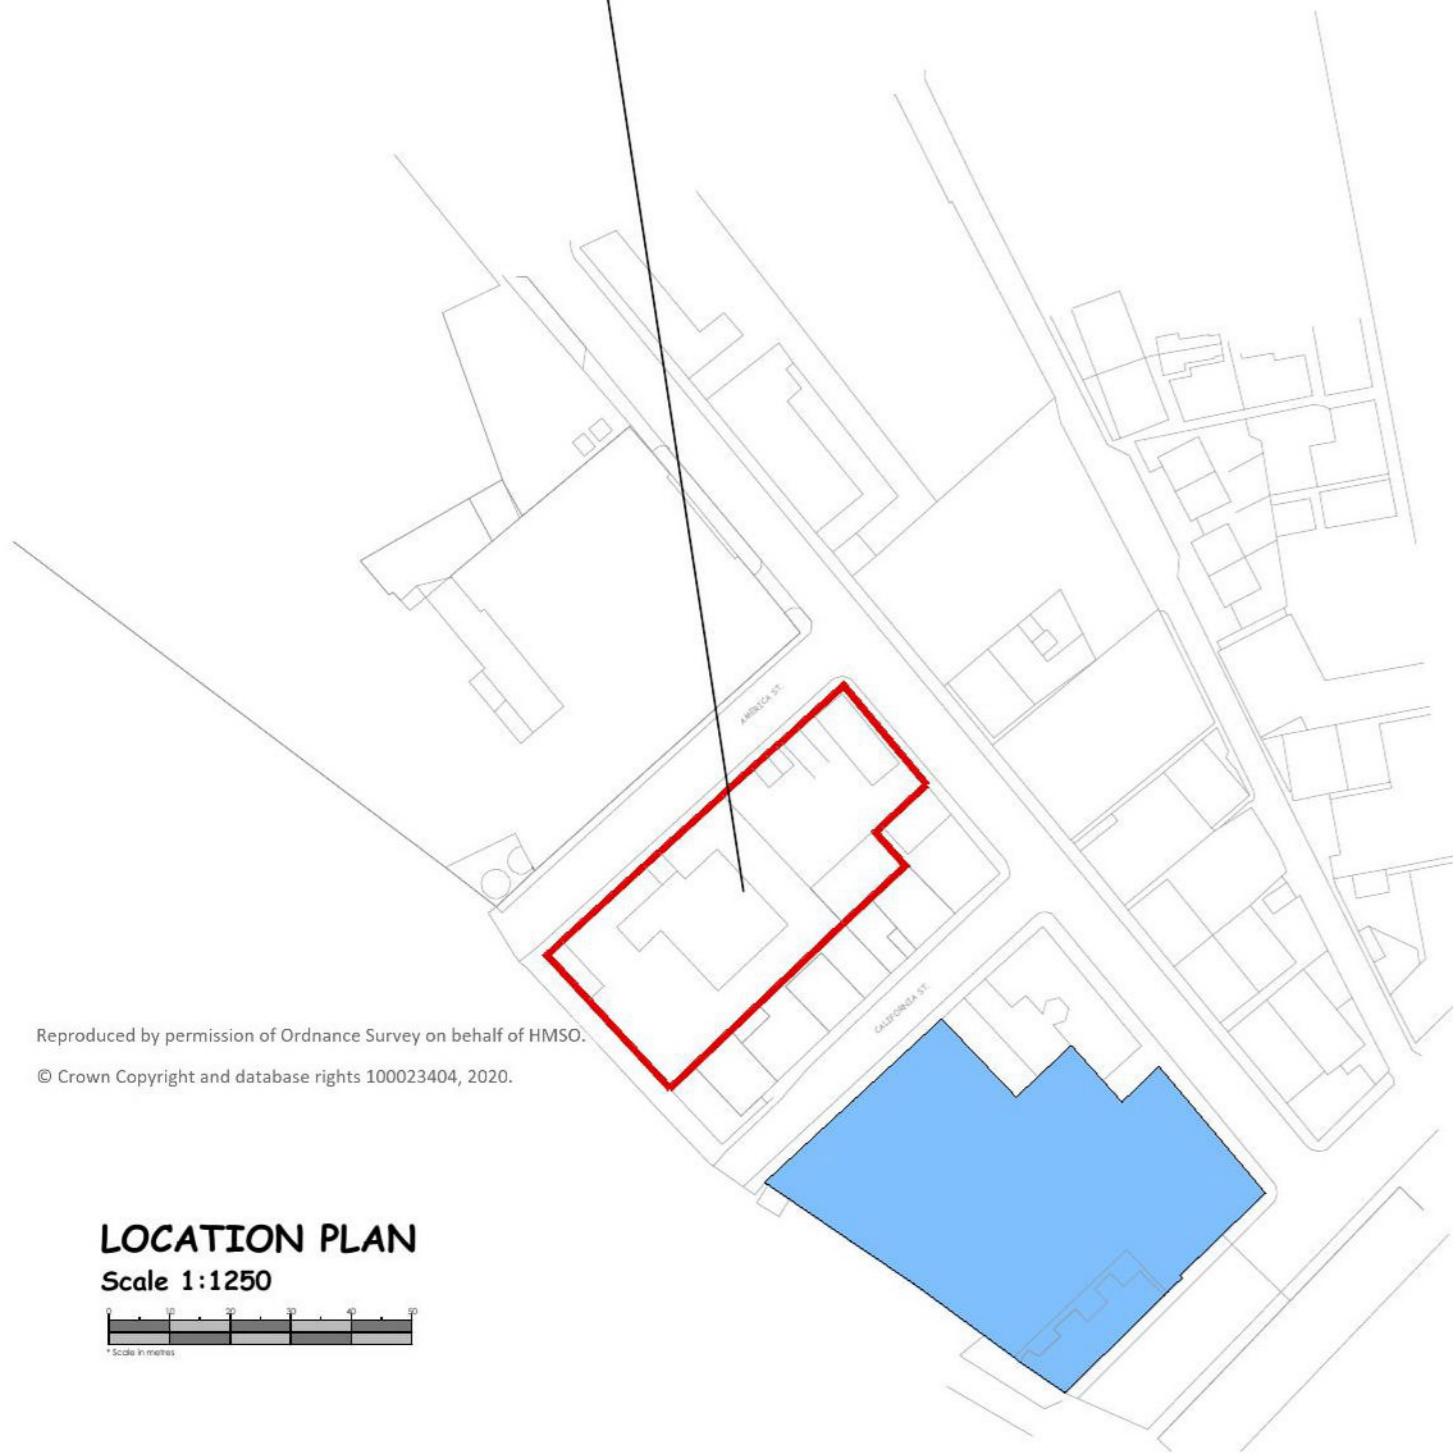 AMERICA ST.
CALIFORNIA ST.
Reproduced by permission of Ordnance Survey on behalf of HMSO.
© Crown Copyright and database rights 100023404, 2020.
LOCATION PLAN
Scale 1:1250
0 10 20 30 40 50
* Scale in metres